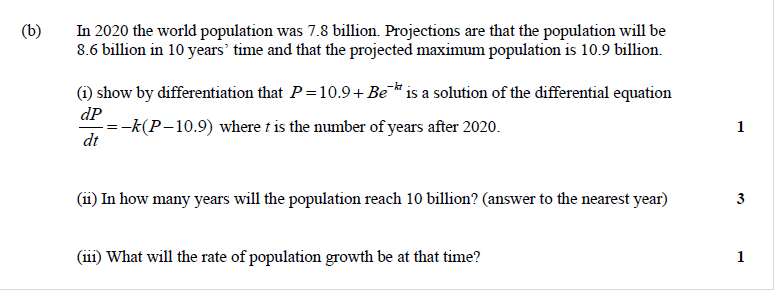 (b) In 2020 the world population was 7.8 billion. Projections are that the population will be
8.6 billion in 10 years' time and that the projected maximum population is 10.9 billion.
(i) show by differentiation that P = 10.9 + Be^{-kt} is a solution of the differential equation
dP/dt = -k(P - 10.9) where t is the number of years after 2020. 1
(ii) In how many years will the population reach 10 billion? (answer to the nearest year) 3
(iii) What will the rate of population growth be at that time? 1